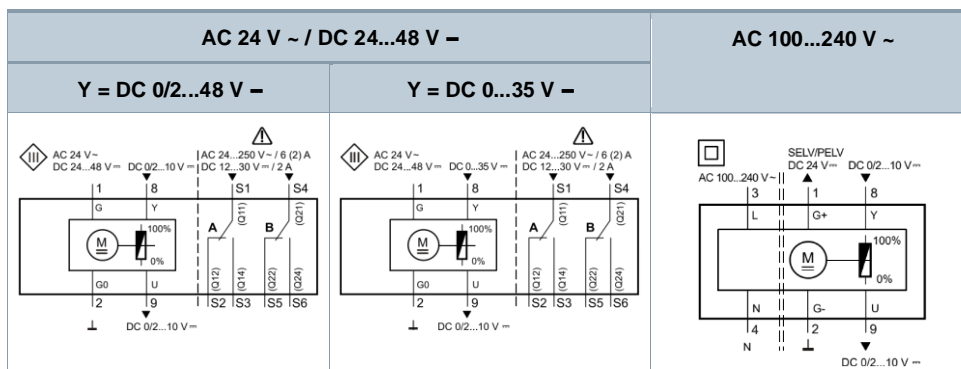 AC 24 V ~ / DC 24...48 V ⎓
AC 100...240 V ~
Y = DC 0/2...48 V ⎓
Y = DC 0...35 V ⎓
III
AC 24 V~
DC 24...48 V ⎓
DC 0/2...10 V ⎓
AC 24...250 V~ / 6 (2) A
DC 12...30 V ⎓ / 2 A
1 8 S1 S4
G Y (Q11) (Q21)
A B
M
100%
0%
(Q12) (Q14) (Q22) (Q24)
G0 U
2 9 S2 S3 S5 S6
DC 0/2...10 V ⎓
III
AC 24 V~
DC 24...48 V ⎓
DC 0...35 V ⎓
AC 24...250 V~ / 6 (2) A
DC 12...30 V ⎓ / 2 A
1 8 S1 S4
G Y (Q11) (Q21)
A B
M
100%
0%
(Q12) (Q14) (Q22) (Q24)
G0 U
2 9 S2 S3 S5 S6
DC 0/2...10 V ⎓
SELV/PELV
AC 100...240 V~
DC 24 V⎓
DC 0/2...10 V ⎓
3 1 8
L G+ Y
M
100%
0%
N G- U
4 2 9
N
DC 0/2...10 V ⎓